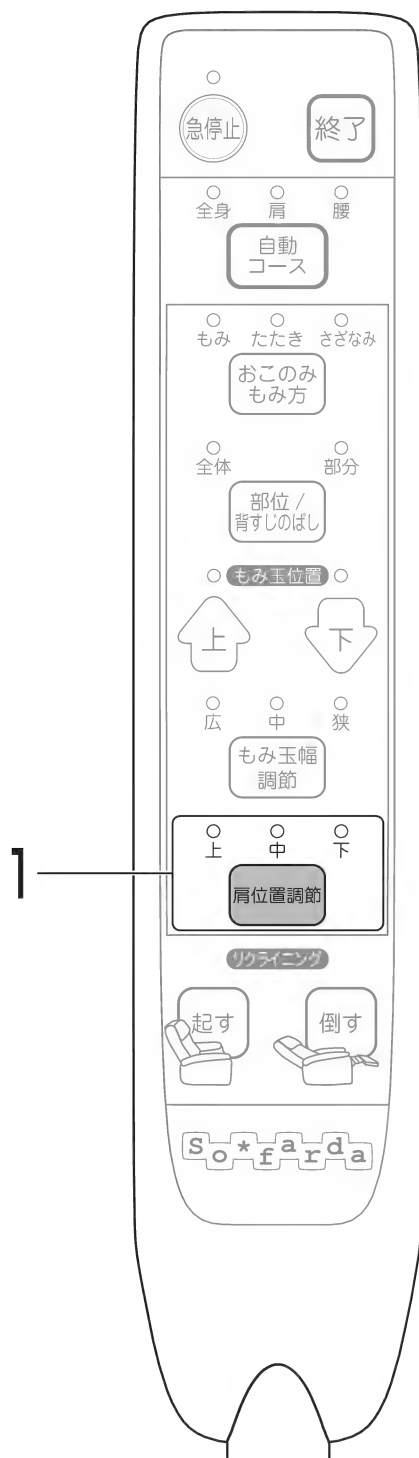 急停止
終了
全身 肩 腰
自動
コース
もみ たたき さざなみ
おこのみ
もみ方
全体 部分
部位/
背すじのばし
もみ玉位置
上 下
広 中 狭
もみ玉幅
調節
上 中 下
1
肩位置調節
リクライニング
起す 倒す
So*farda